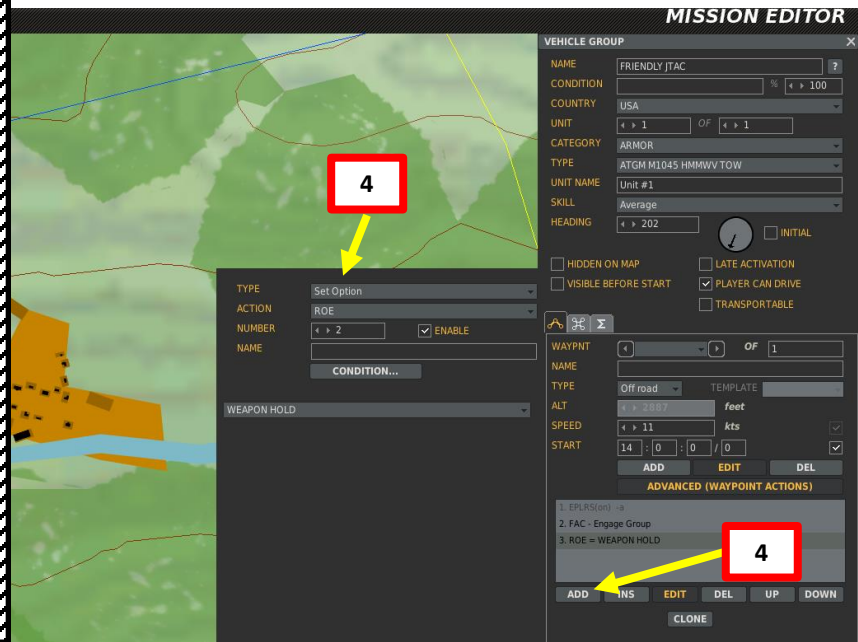 MISSION EDITOR
VEHICLE GROUP
NAME FRIENDLY JTAC ?
CONDITION % 100
COUNTRY USA
UNIT 1 OF 1
CATEGORY ARMOR
TYPE ATGM M1045 HMMWV TOW
UNIT NAME Unit #1
SKILL Average
HEADING 202
INITIAL
HIDDEN ON MAP LATE ACTIVATION
VISIBLE BEFORE START PLAYER CAN DRIVE
TRANSPORTABLE
4
TYPE Set Option
ACTION ROE
NUMBER 2 ENABLE
NAME
CONDITION...
WEAPON HOLD
WAYPNT OF 1
NAME
TYPE Off road TEMPLATE
ALT 2887 feet
SPEED 11 kts
START 14 : 0 : 0 / 0
ADD EDIT DEL
ADVANCED (WAYPOINT ACTIONS)
1. EPLRS(on) -a
2. FAC - Engage Group
3. ROE = WEAPON HOLD
4
ADD INS EDIT DEL UP DOWN
CLONE